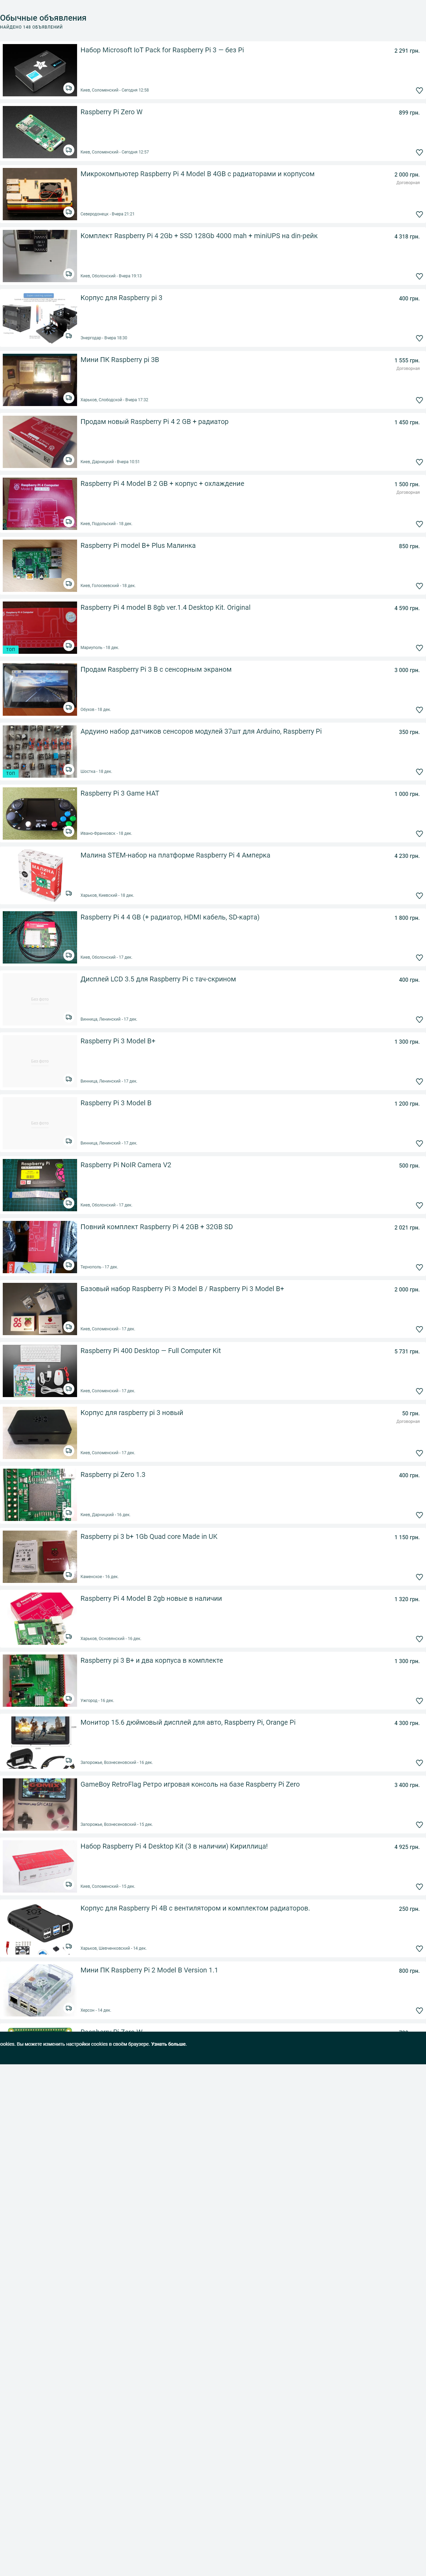 Обычные объявления
НАЙДЕНО 148 ОБЪЯВЛЕНИЙ
Набор Microsoft IoT Pack for Raspberry Pi 3 — без Pi
2 291 грн.
Киев, Соломенский - Сегодня 12:58
Raspberry Pi Zero W
899 грн.
Киев, Соломенский - Сегодня 12:57
Микрокомпьютер Raspberry Pi 4 Model B 4GB с радиаторами и корпусом
2 000 грн.
Договорная
Северодонецк - Вчера 21:21
Комплект Raspberry Pi 4 2Gb + SSD 128Gb 4000 mah + miniUPS на din-рейк
4 318 грн.
Киев, Оболонский - Вчера 19:13
Корпус для Raspberry pi 3
400 грн.
Энергодар - Вчера 18:30
Мини ПК Raspberry pI 3B
1 555 грн.
Договорная
Харьков, Слободской - Вчера 17:32
Продам новый Raspberry Pi 4 2 GB + радиатор
1 450 грн.
Киев, Дарницкий - Вчера 10:51
Raspberry Pi 4 Model B 2 GB + корпус + охлаждение
1 500 грн.
Договорная
Киев, Подольский - 18 дек.
Raspberry Pi model B+ Plus Малинка
850 грн.
Киев, Голосеевский - 18 дек.
Raspberry Pi 4 model B 8gb ver.1.4 Desktop Kit. Original
4 590 грн.
Мариуполь - 18 дек.
ТОП
Продам Raspberry Pi 3 B с сенсорным экраном
3 000 грн.
Обухов - 18 дек.
Ардуино набор датчиков сенсоров модулей 37шт для Arduino, Raspberry Pi
350 грн.
Шостка - 18 дек.
ТОП
Raspberry Pi 3 Game HAT
1 000 грн.
Ивано-Франковск - 18 дек.
Малина STEM-набор на платформе Raspberry Pi 4 Амперка
4 230 грн.
Харьков, Киевский - 18 дек.
Raspberry Pi 4 4 GB (+ радиатор, HDMI кабель, SD-карта)
1 800 грн.
Киев, Оболонский - 17 дек.
Дисплей LCD 3.5 для Raspberry Pi с тач-скрином
400 грн.
Винница, Ленинский - 17 дек.
Raspberry Pi 3 Model B+
1 300 грн.
Винница, Ленинский - 17 дек.
Raspberry Pi 3 Model B
1 200 грн.
Винница, Ленинский - 17 дек.
Raspberry Pi NoIR Camera V2
500 грн.
Киев, Оболонский - 17 дек.
Повний комплект Raspberry Pi 4 2GB + 32GB SD
2 021 грн.
Тернополь - 17 дек.
Базовый набор Raspberry Pi 3 Model B / Raspberry Pi 3 Model B+
2 000 грн.
Киев, Соломенский - 17 дек.
Raspberry Pi 400 Desktop — Full Computer Kit
5 731 грн.
Киев, Соломенский - 17 дек.
Корпус для raspberry pi 3 новый
50 грн.
Договорная
Киев, Соломенский - 17 дек.
Raspberry pi Zero 1.3
400 грн.
Киев, Дарницкий - 16 дек.
Raspberry pi 3 b+ 1Gb Quad core Made in UK
1 150 грн.
Каменское - 16 дек.
Raspberry Pi 4 Model B 2gb новые в наличии
1 320 грн.
Харьков, Основянский - 16 дек.
Raspberry pi 3 B+ и два корпуса в комплекте
1 300 грн.
Ужгород - 16 дек.
Монитор 15.6 дюймовый дисплей для авто, Raspberry Pi, Orange Pi
4 300 грн.
Запорожье, Вознесеновский - 16 дек.
GameBoy RetroFlag Ретро игровая консоль на базе Raspberry Pi Zero
3 400 грн.
Запорожье, Вознесеновский - 15 дек.
Набор Raspberry Pi 4 Desktop Kit (3 в наличии) Кириллица!
4 925 грн.
Киев, Соломенский - 15 дек.
Корпус для Raspberry Pi 4B с вентилятором и комплектом радиаторов.
250 грн.
Харьков, Шевченковский - 14 дек.
Мини ПК Raspberry Pi 2 Model B Version 1.1
800 грн.
Херсон - 14 дек.
ookies. Вы можете изменить настройки cookies в своём браузере. Узнать больше.